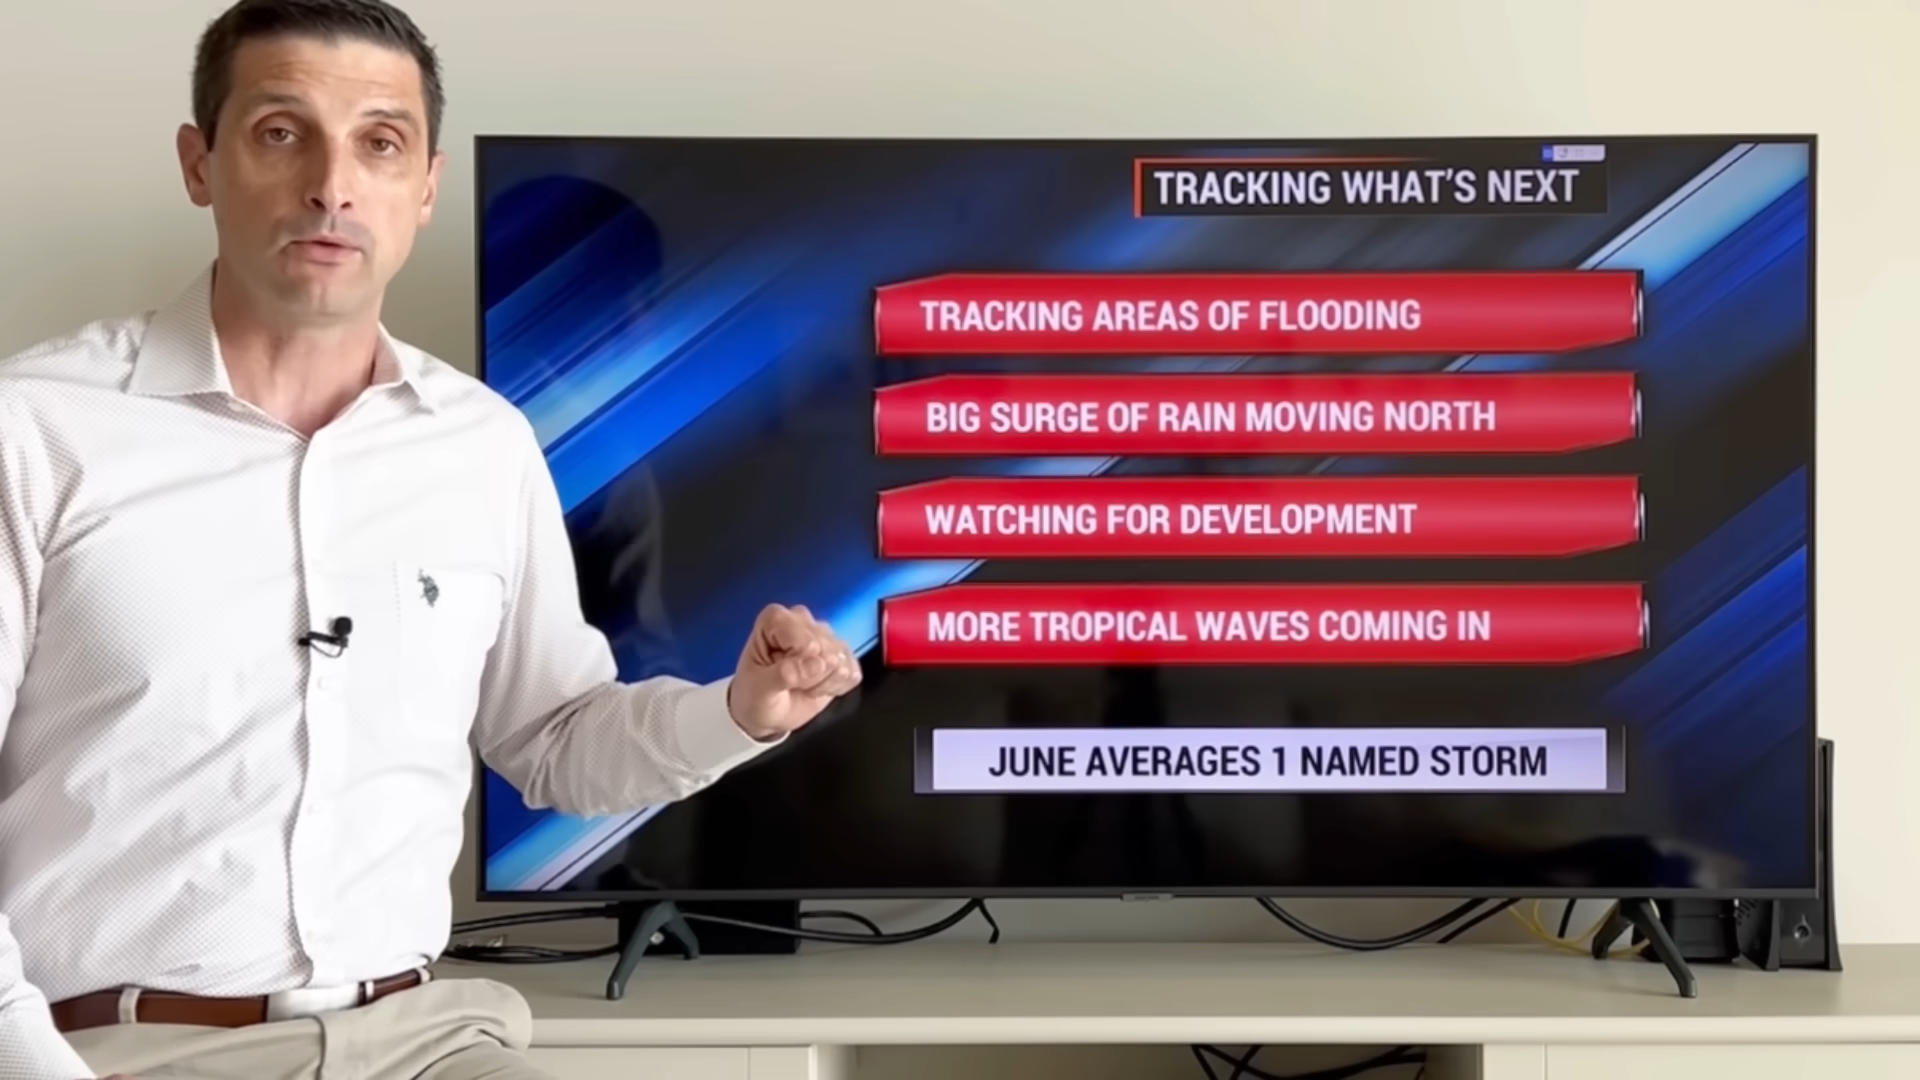 TRACKING WHAT'S NEXT
TRACKING AREAS OF FLOODING
BIG SURGE OF RAIN MOVING NORTH
WATCHING FOR DEVELOPMENT
MORE TROPICAL WAVES COMING IN
JUNE AVERAGES 1 NAMED STORM